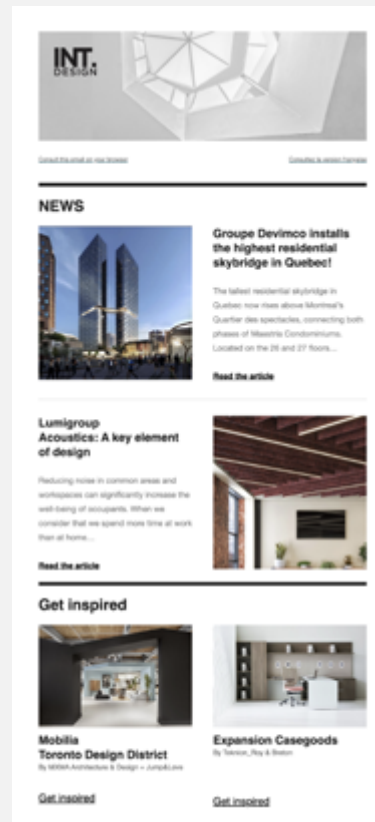 INT.
DESIGN
Consult this email on your browser
Consultez la version française
NEWS
Groupe Devimco installs
the highest residential
skybridge in Quebec!
The tallest residential skybridge in
Quebec now rises above Montreal's
Quartier des spectacles, connecting both
phases of Maestria Condominiums.
Located on the 26 and 27 floors...
Read the article
Lumigroup
Acoustics: A key element
of design
Reducing noise in common areas and
workspaces can significantly increase the
well-being of occupants. When we
consider that we spend more time at work
than at home...
Read the article
Get inspired
Mobilia
Toronto Design District
By MXMA Architecture & Design + Jump&Love
Get inspired
Expansion Casegoods
By Teknion_Roy & Breton
Get inspired